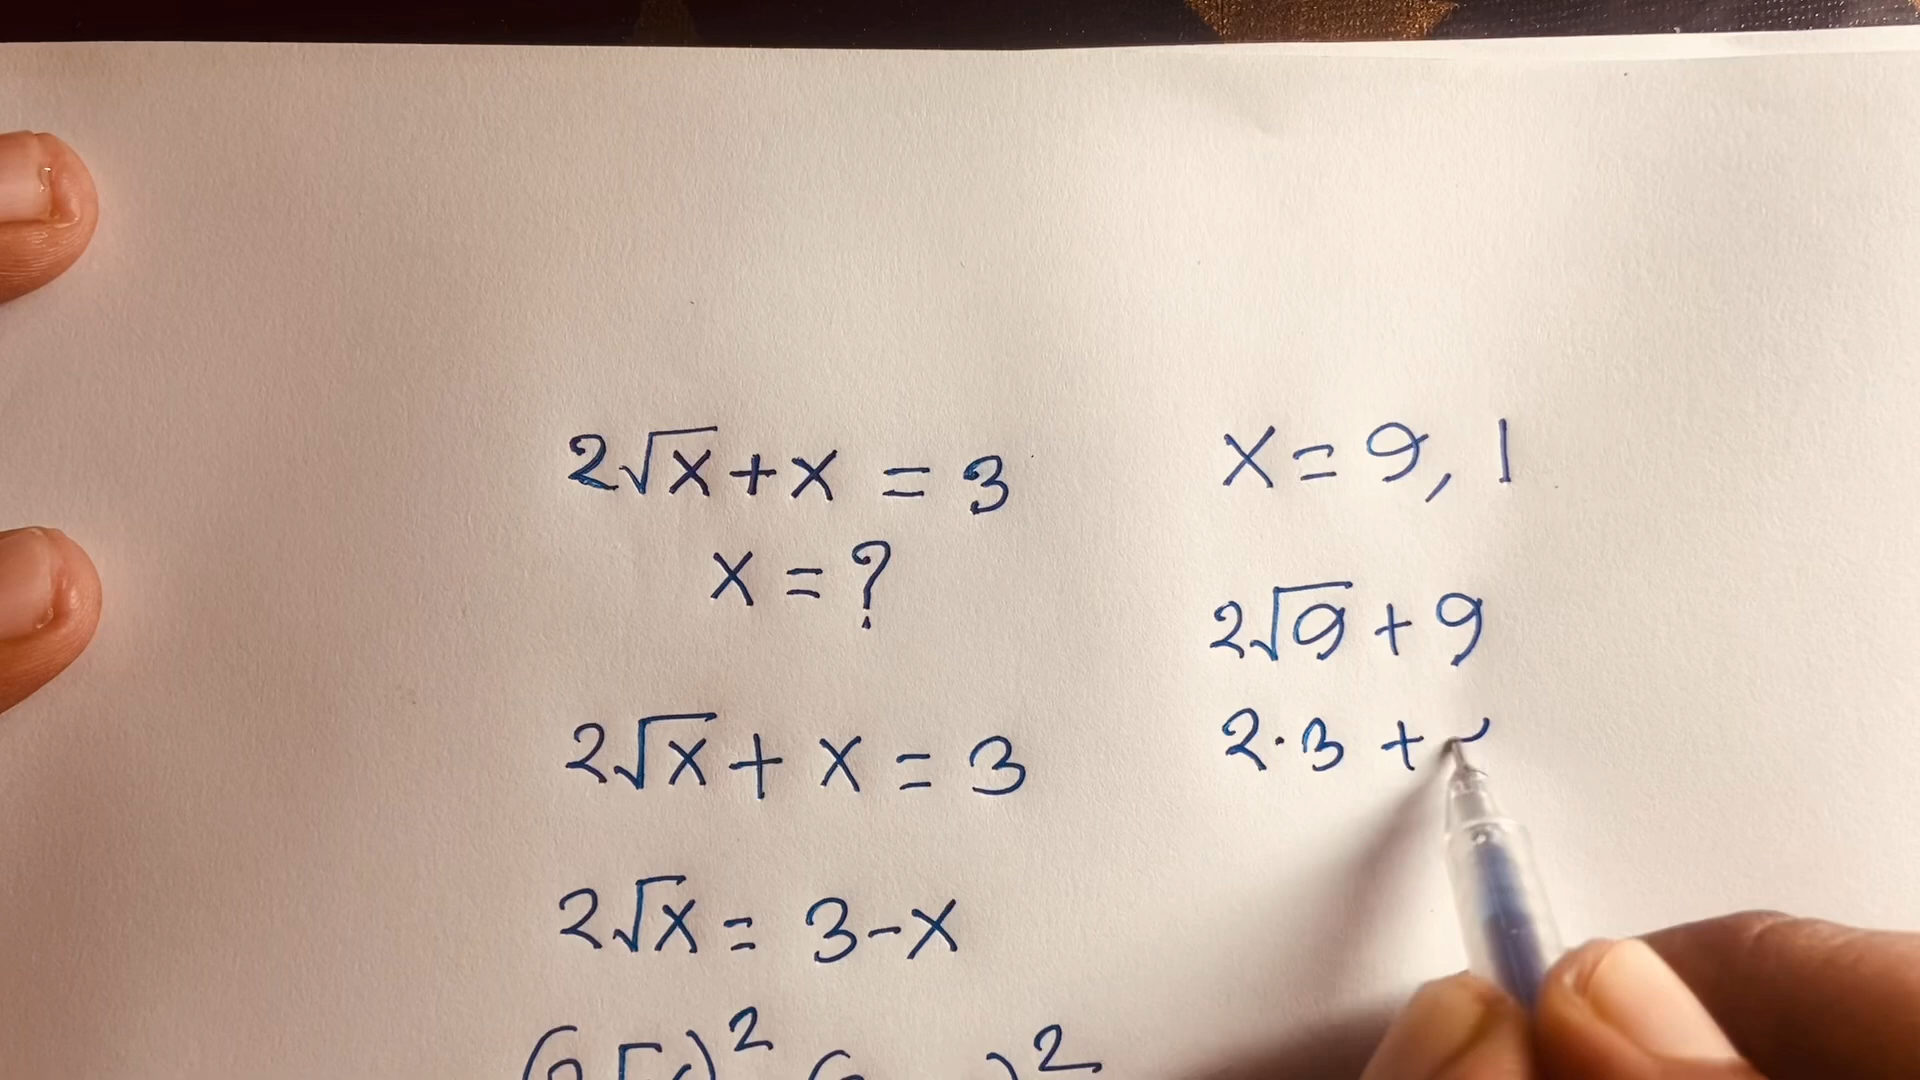 2√x + x = 3
x = ?
2√x + x = 3
2√x = 3 - x
x = 9, 1
2√9 + 9
2·3 +